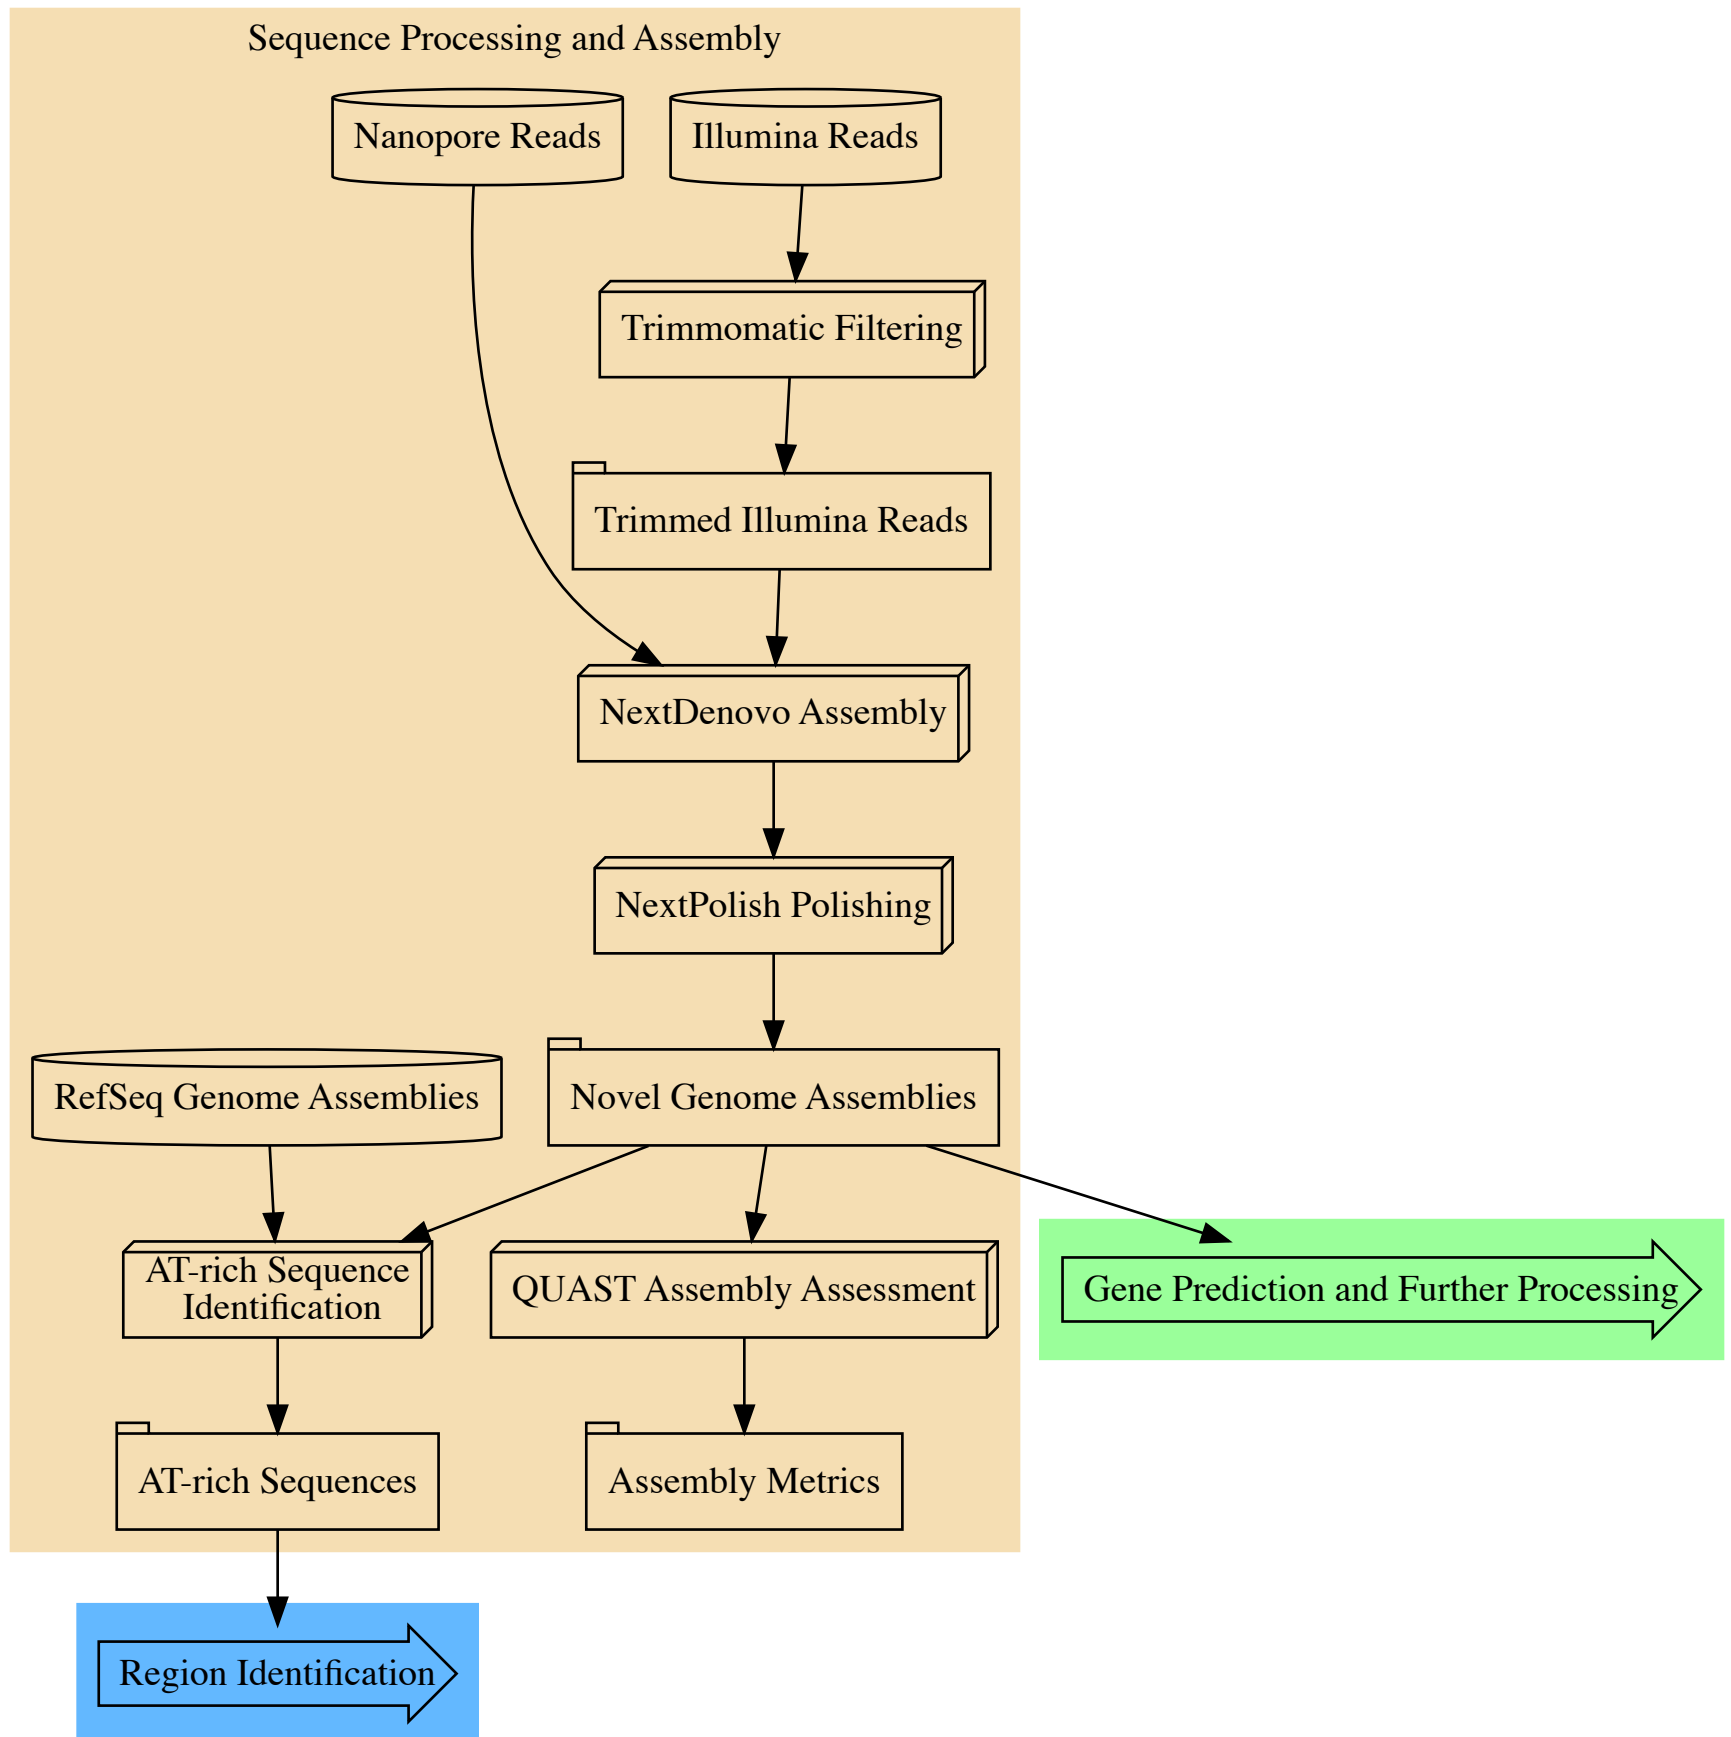 Sequence Processing and Assembly
Nanopore Reads
Illumina Reads
Trimmomatic Filtering
Trimmed Illumina Reads
NextDenovo Assembly
NextPolish Polishing
RefSeq Genome Assemblies
Novel Genome Assemblies
AT-rich Sequence
Identification
QUAST Assembly Assessment
Gene Prediction and Further Processing
AT-rich Sequences
Assembly Metrics
Region Identification